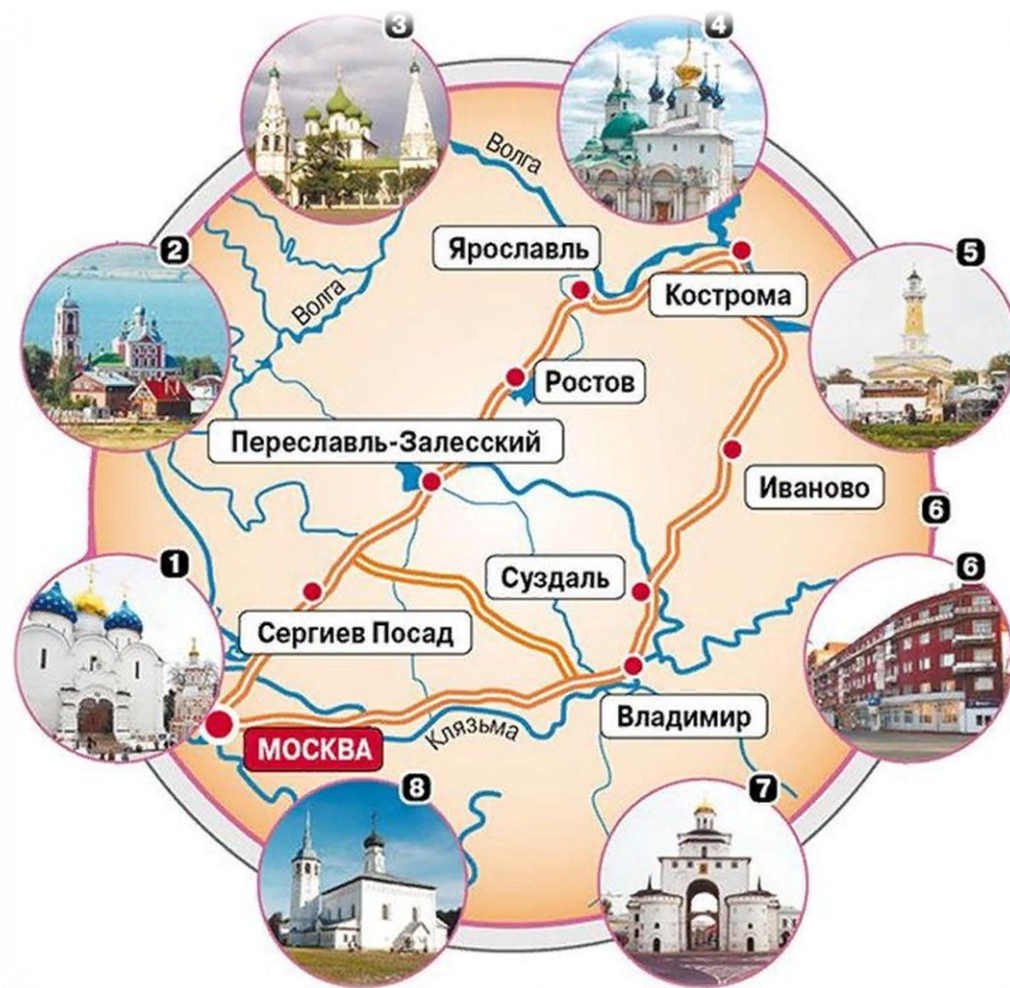 3
4
Волга
2
Ярославль
5
Волга
Кострома
Ростов
Переславль-Залесский
Иваново
6
1
Суздаль
6
Сергиев Посад
Владимир
МОСКВА
Клязьма
8
7